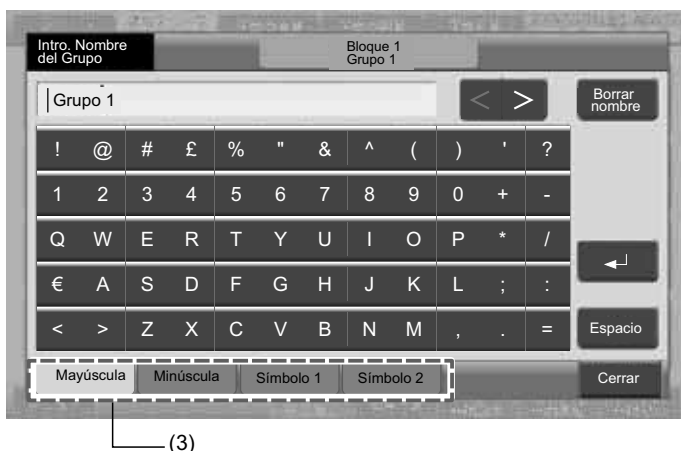 Intro. Nombre
del Grupo
Bloque 1
Grupo 1
Grupo 1
< >
Borrar
nombre
! @ # £ % " & ^ ( ) ' ?
1 2 3 4 5 6 7 8 9 0 + -
Q W E R T Y U I O P * /
€ A S D F G H J K L ; :
< > Z X C V B N M , . =
Espacio
Mayúscula Minúscula Símbolo 1 Símbolo 2
Cerrar
(3)